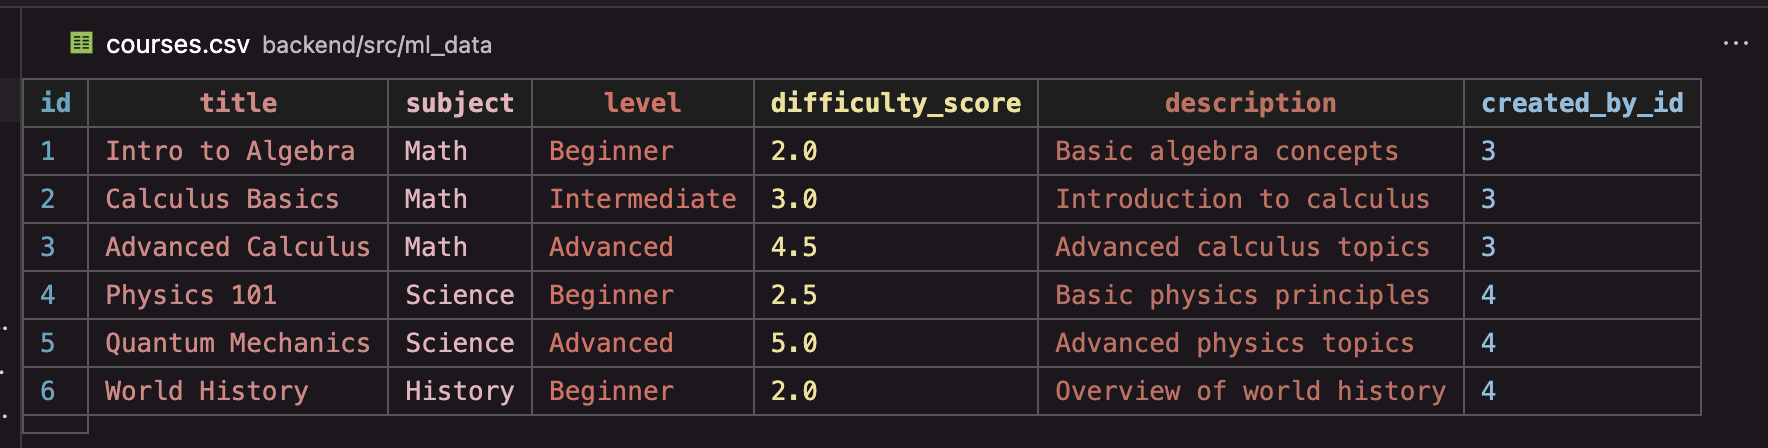 courses.csv backend/src/ml_data ...
id title subject level difficulty_score description created_by_id
1 Intro to Algebra Math Beginner 2.0 Basic algebra concepts 3
2 Calculus Basics Math Intermediate 3.0 Introduction to calculus 3
3 Advanced Calculus Math Advanced 4.5 Advanced calculus topics 3
4 Physics 101 Science Beginner 2.5 Basic physics principles 4
5 Quantum Mechanics Science Advanced 5.0 Advanced physics topics 4
6 World History History Beginner 2.0 Overview of world history 4